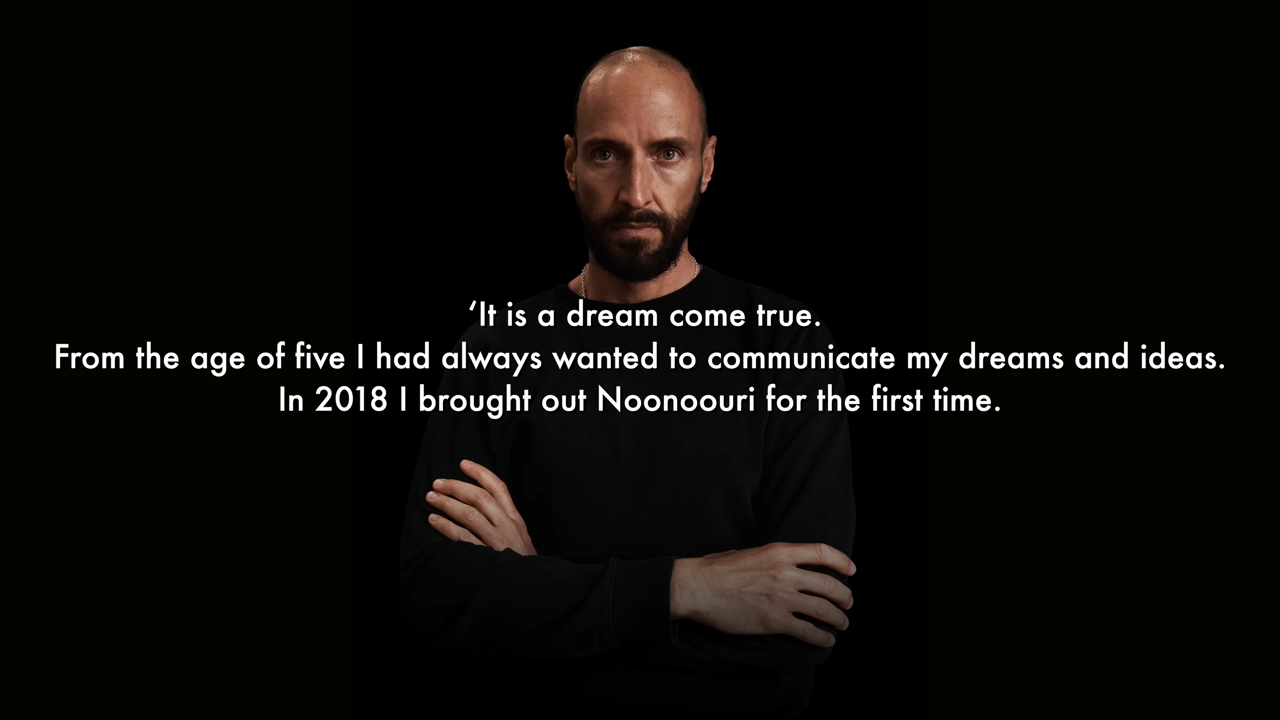 ‘It is a dream come true.
From the age of five I had always wanted to communicate my dreams and ideas.
In 2018 I brought out Noonoouri for the first time.